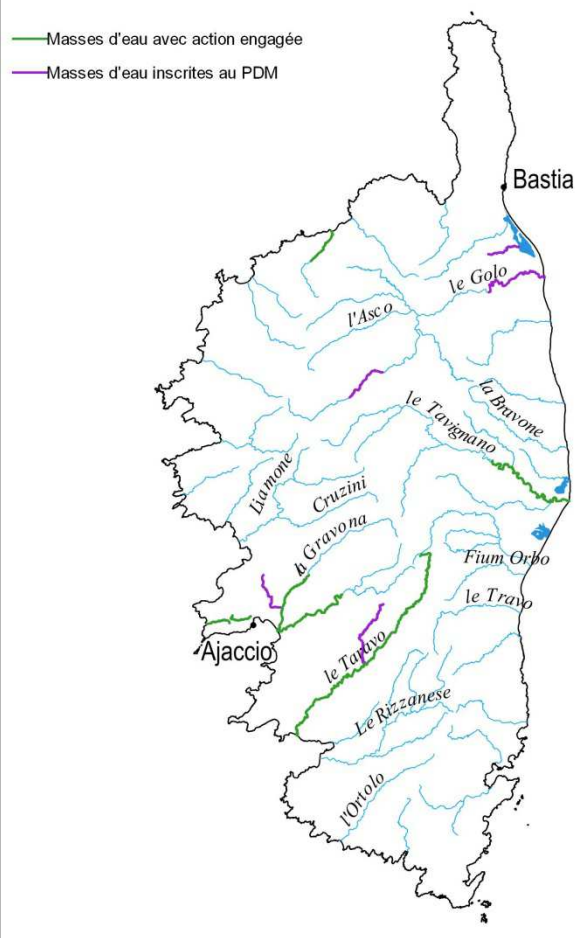 Masses d'eau avec action engagée
Masses d'eau inscrites au PDM
Bastia
le Golo
l'Asco
la Bravone
le Tavignano
Liamone
Cruzini
la Gravona
Fium Orbo
le Travo
Ajaccio
le Taravo
Le Rizzanese
l'Ortolo